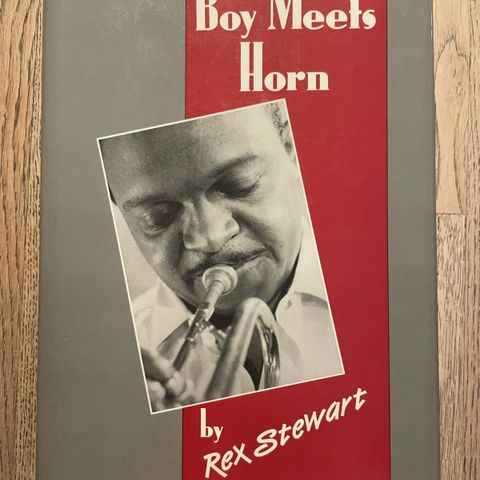 Boy Meets
Horn
by
Rex Stewart